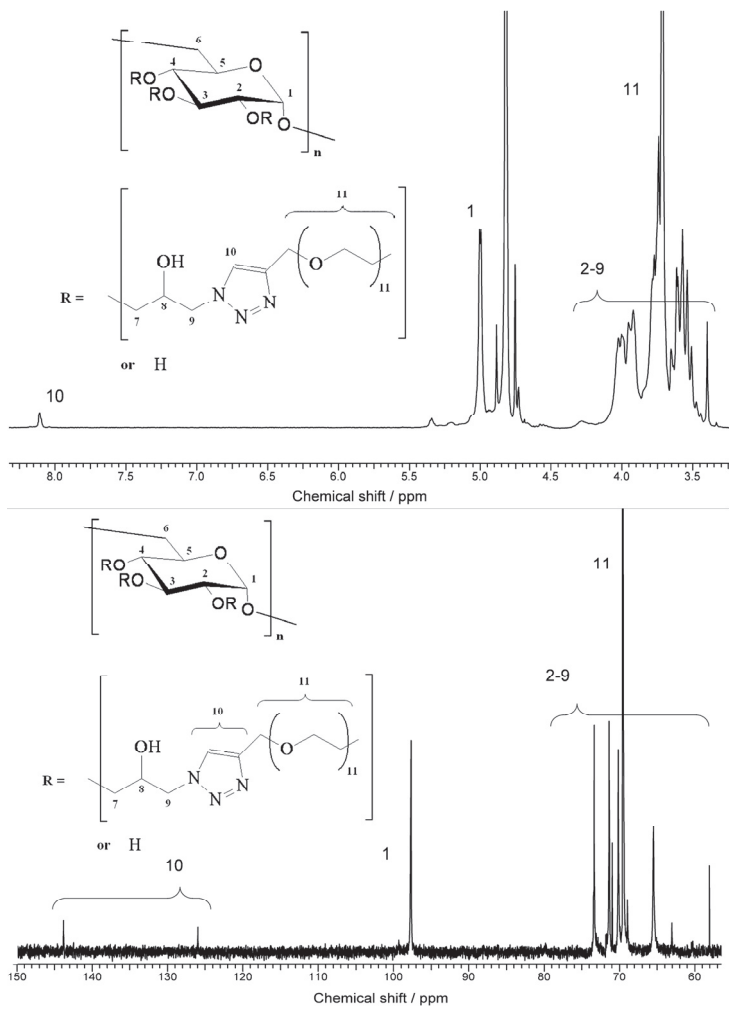 6
4
5
O
RO
RO
3
2
1
OR
O
n
11
OH
10
O
8
N
7
9
N
N
11
R =
or H
11
1
2-9
10
8.0 7.5 7.0 6.5 6.0 5.5 5.0 4.5 4.0 3.5
Chemical shift / ppm
6
4
5
O
RO
RO
3
2
1
OR
O
n
11
10
OH
O
8
N
7
9
N
N
11
R =
or H
11
2-9
1
10
150 140 130 120 110 100 90 80 70 60
Chemical shift / ppm